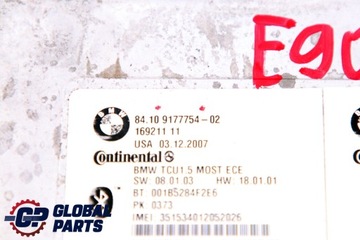 E90
84.10 9177754-02
169211 11
USA 03.12.2007
Continental
BMW TCU1.5 MOST ECE
SW 08.01.03 HW 18.01.01
BT 001B5284F2E6
PK 0373
IMEI 351534012052026
GP GLOBAL
PARTS